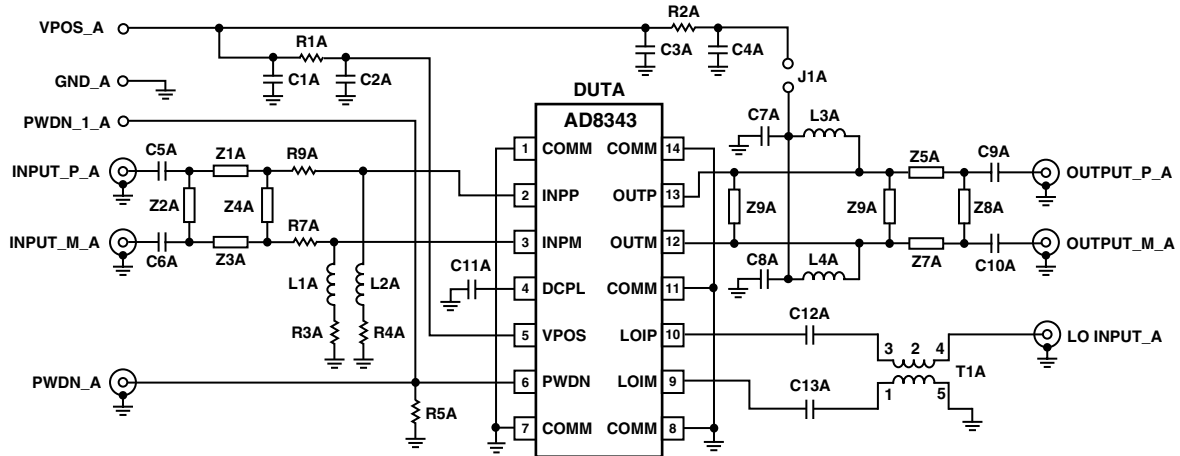 VPOS_A
R2A
R1A
C3A
C4A
C1A
C2A
GND_A
J1A
DUTA
PWDN_1_A
AD8343
C7A
L3A
1 COMM COMM 14
C5A
Z1A
R9A
Z5A
C9A
INPUT_P_A
OUTPUT_P_A
2 INPP OUTP 13
Z2A
Z4A
Z9A
Z9A
Z8A
R7A
INPUT_M_A
3 INPM OUTM 12
OUTPUT_M_A
C6A
Z3A
C8A
L4A
Z7A
C10A
C11A
L1A
L2A
4 DCPL COMM 11
R3A
R4A
C12A
5 VPOS LOIP 10
3 2 4
LO INPUT_A
T1A
PWDN_A
6 PWDN LOIM 9
C13A
1 5
R5A
7 COMM COMM 8